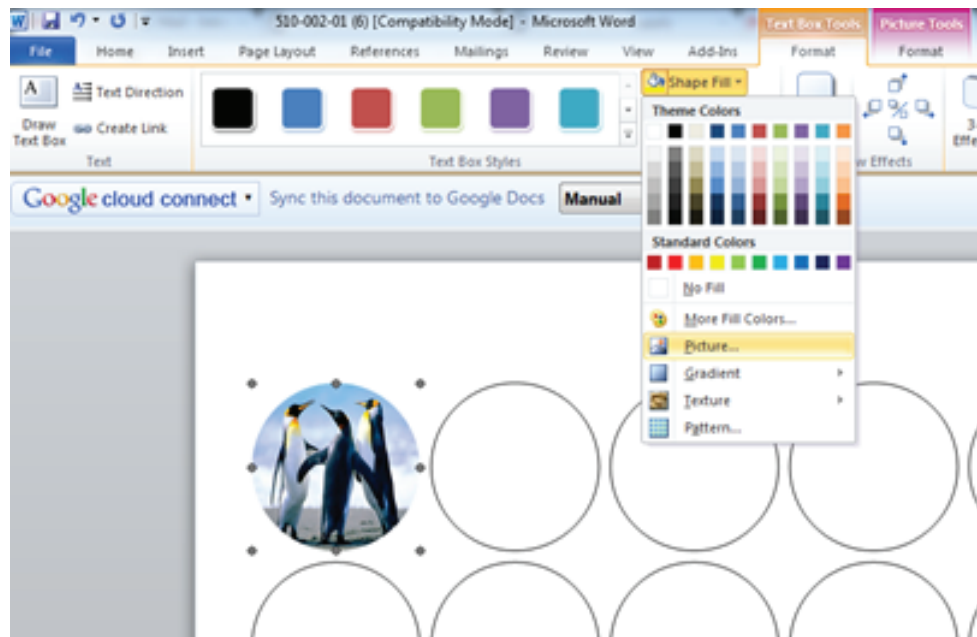 510-002-01 (6) [Compatibility Mode] - Microsoft Word
Text Box Tools
Picture Tools
File Home Insert Page Layout References Mailings Review View Add-Ins Format Format
A
Draw
Text Box
Text Direction
Create Link
Text
Text Box Styles
Shape Fill
Effects
Google cloud connect
Sync this document to Google Docs
Manual
Theme Colors
Standard Colors
No Fill
More Fill Colors...
Picture...
Gradient
Texture
Pattern...